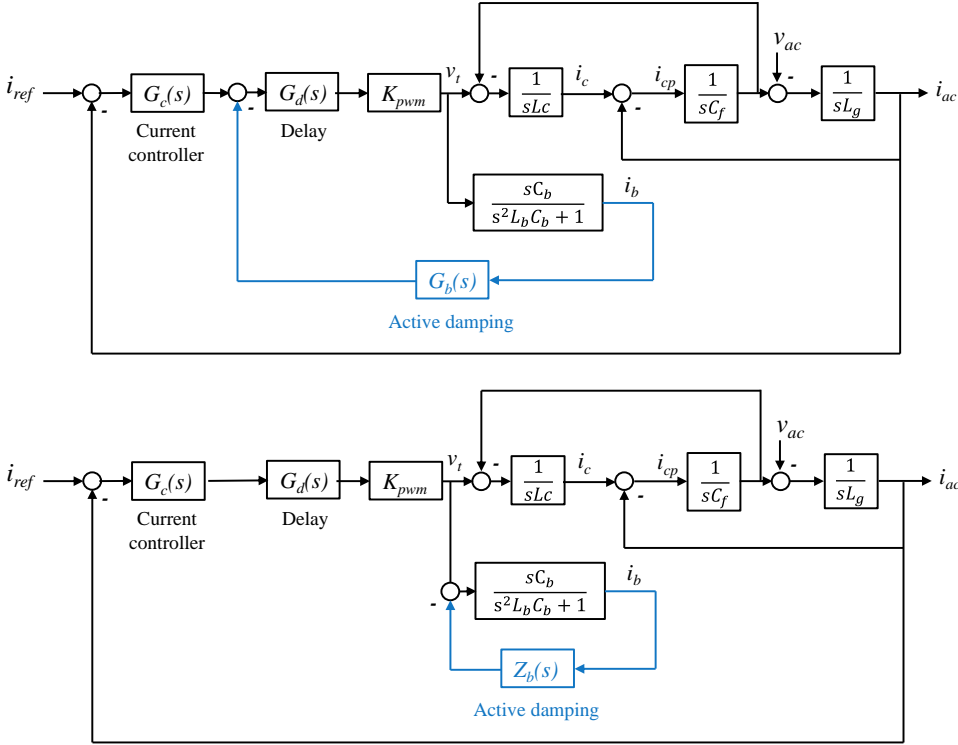 i_ref - G_c(s) - G_d(s) K_pwm v_t - 1/sLc i_c - i_cp 1/sC_f v_ac - 1/sL_g i_ac
Current controller
Delay
sC_b/s²L_bC_b + 1 i_b
G_b(s)
Active damping
i_ref - G_c(s) G_d(s) K_pwm v_t - 1/sLc i_c - i_cp 1/sC_f v_ac - 1/sL_g i_ac
Current controller
Delay
- sC_b/s²L_bC_b + 1 i_b
Z_b(s)
Active damping